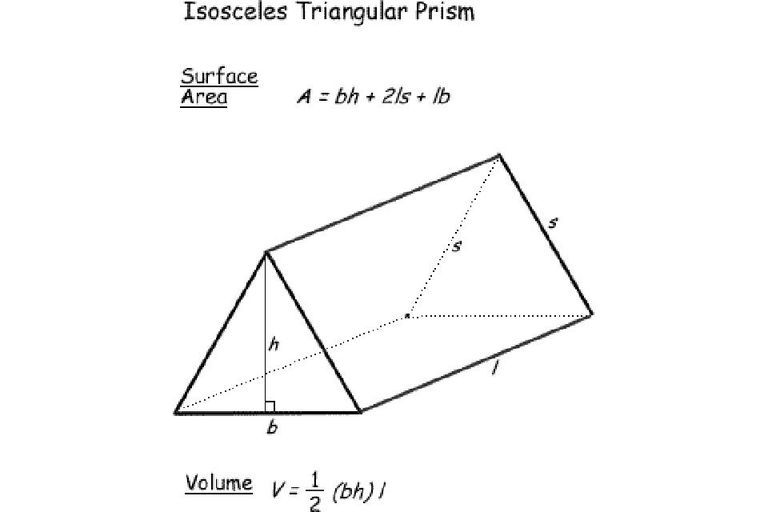 Isosceles Triangular Prism
Surface
Area
A = bh + 2ls + lb
s
s
h
l
b
Volume
V = 1/2 (bh) l